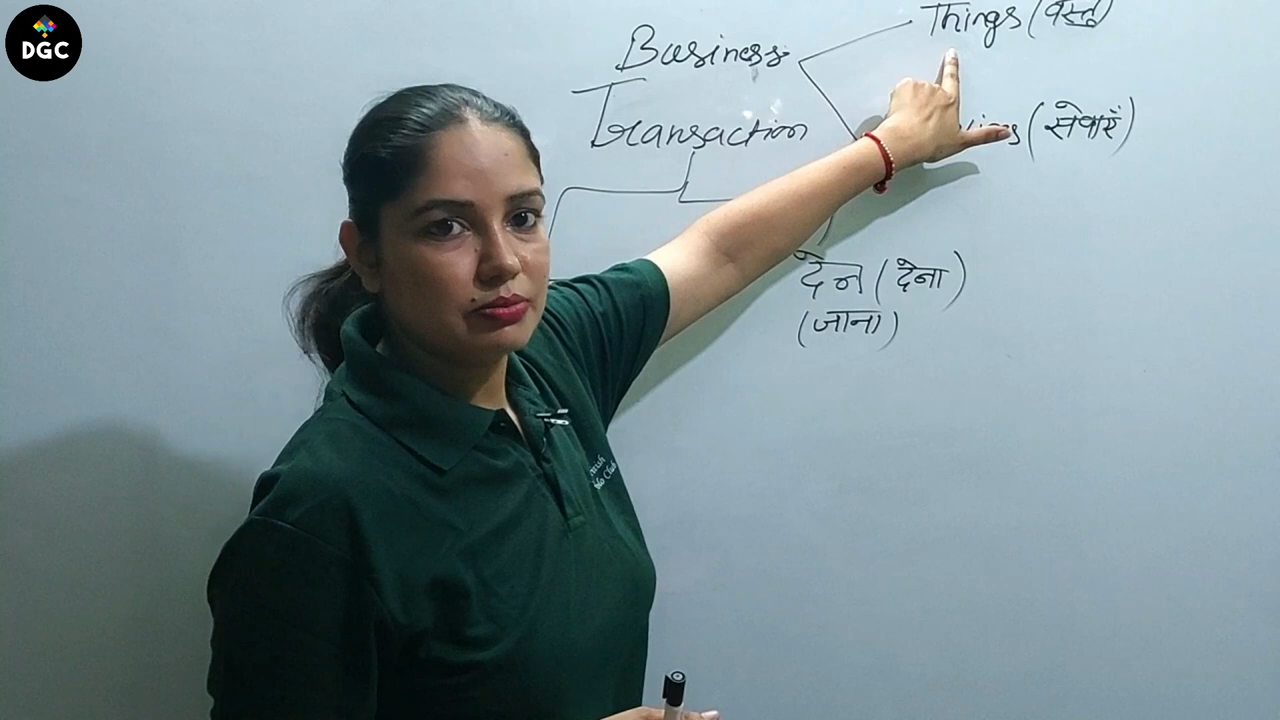 DGC
Things (वस्तु)
Business
Transaction
(सेवाएँ)
देन (देना)
(जाना)